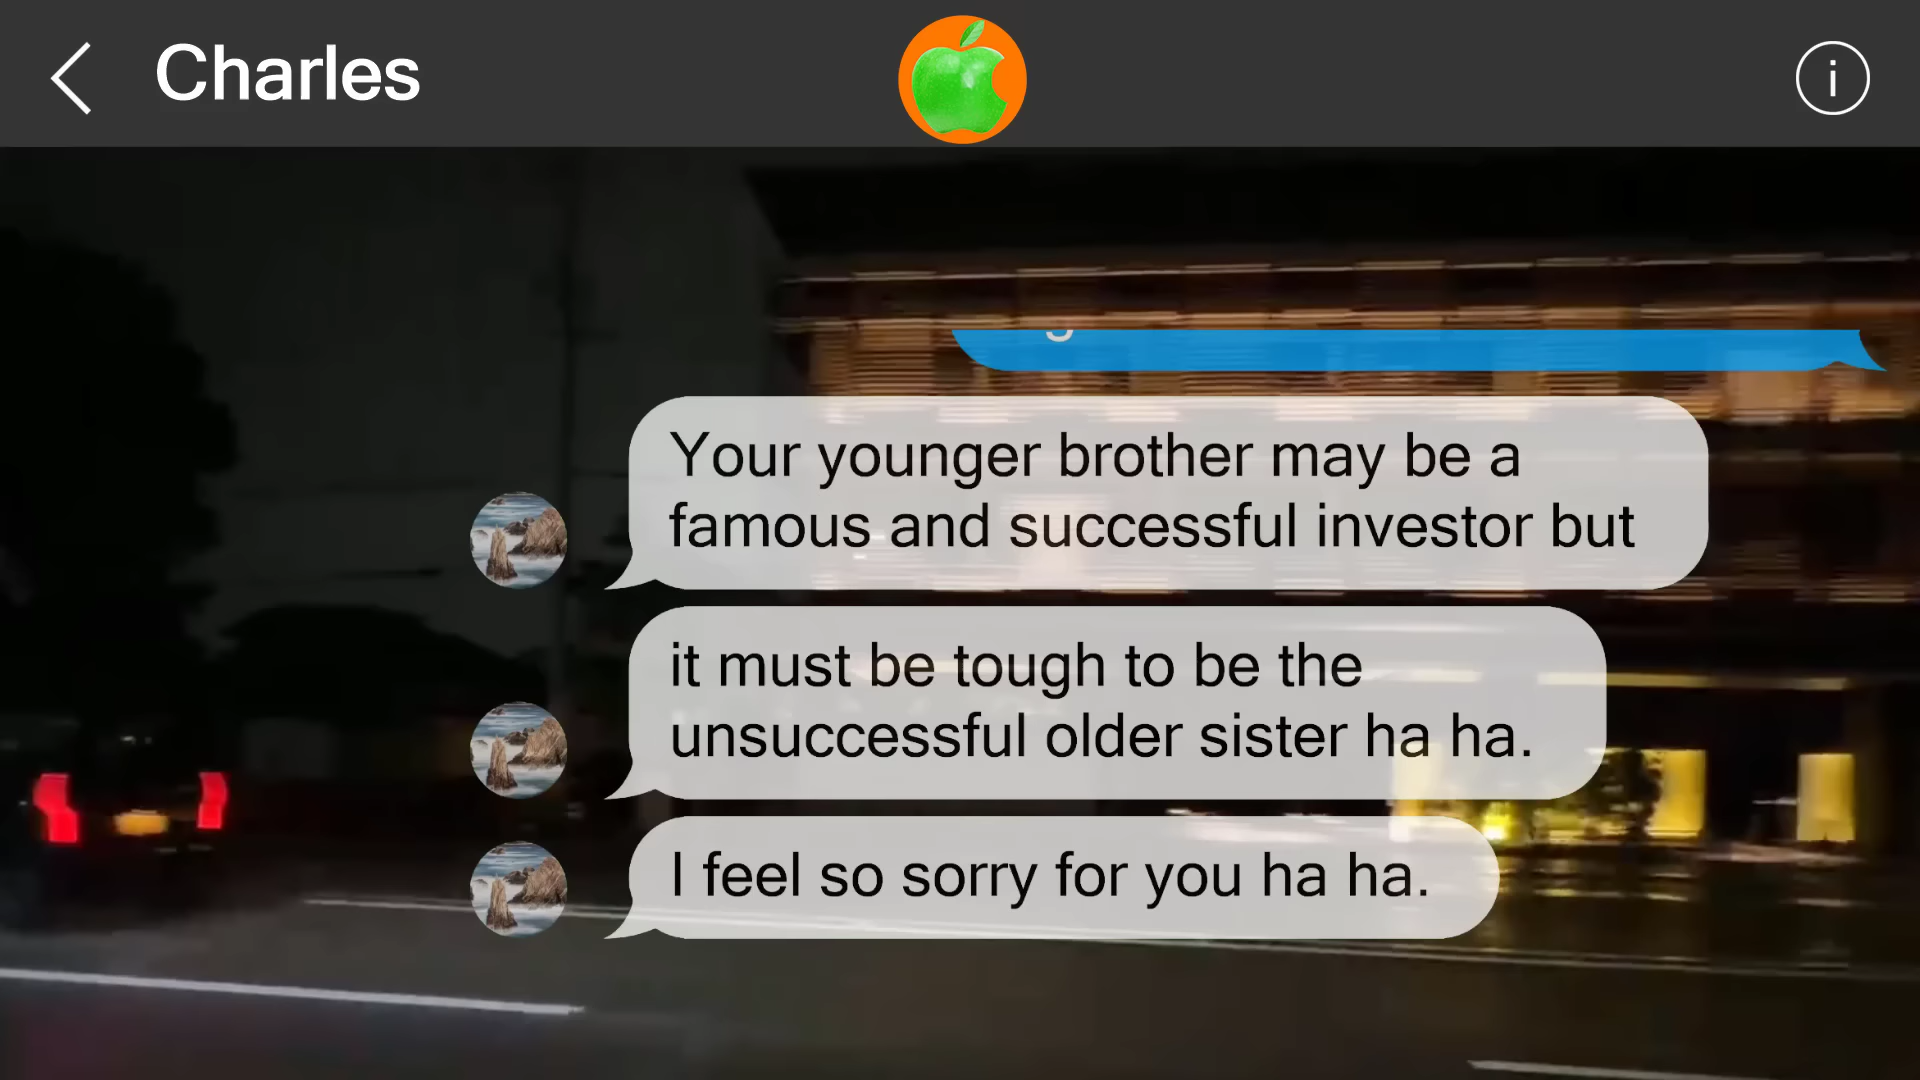 Charles
Your younger brother may be a
famous and successful investor but
it must be tough to be the
unsuccessful older sister ha ha.
I feel so sorry for you ha ha.